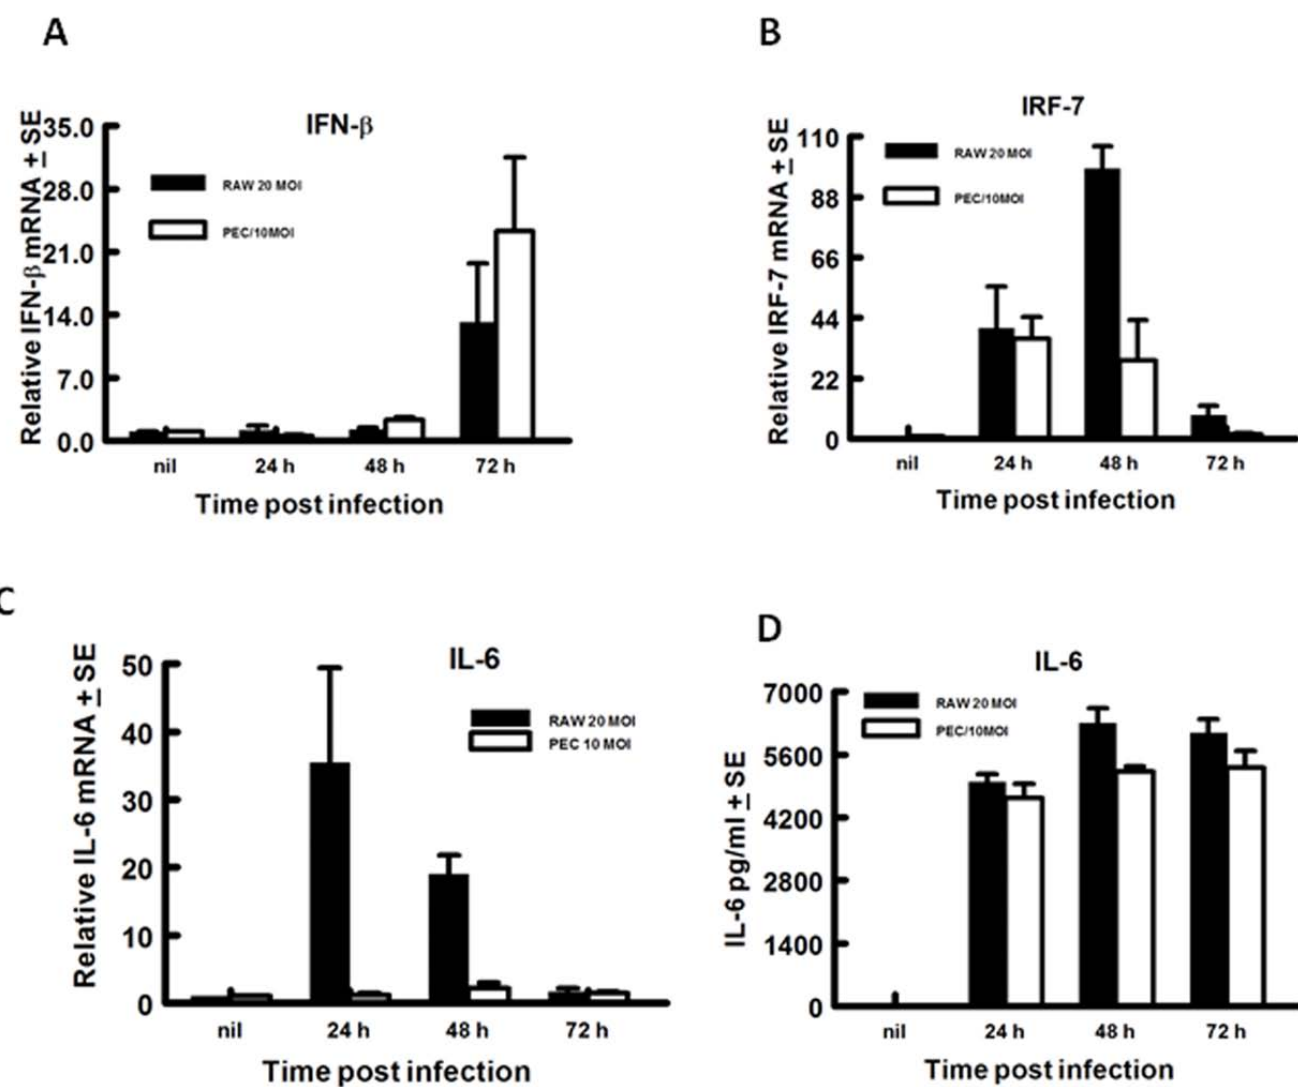 A
IFN-β
Relative IFN-β mRNA ± SE
35.0
28.0
21.0
14.0
7.0
0.0
RAW 20 MOI
PEC/10MOI
nil 24 h 48 h 72 h
Time post infection
B
IRF-7
Relative IRF-7 mRNA ± SE
110
88
66
44
22
0
RAW 20 MOI
PEC/10MOI
nil 24 h 48 h 72 h
Time post infection
C
IL-6
Relative IL-6 mRNA ± SE
50
40
30
20
10
0
RAW 20 MOI
PEC 10 MOI
nil 24 h 48 h 72 h
Time post infection
D
IL-6
IL-6 pg/ml ± SE
7000
5600
4200
2800
1400
0
RAW 20 MOI
PEC/10MOI
nil 24 h 48 h 72 h
Time post infection